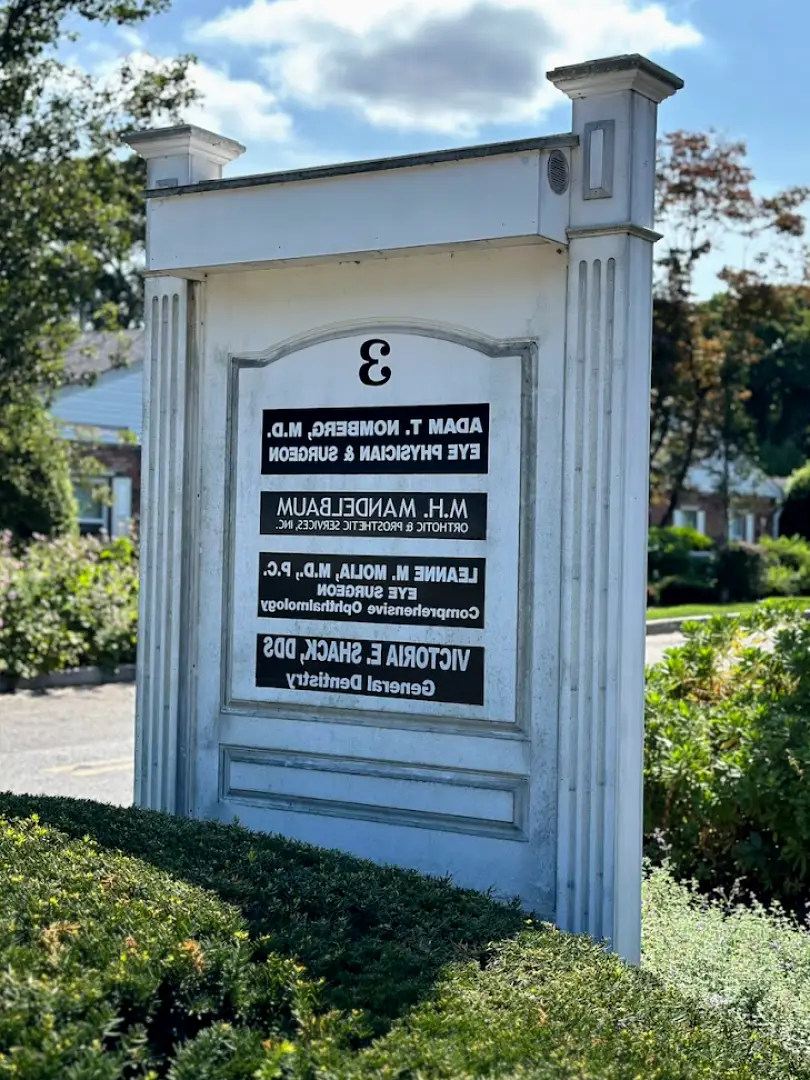 3
ADAM T. NOMBERG, M.D.
EYE PHYSICIAN & SURGEON
M.H. MANDELBAUM
ORTHOTIC & PROSTHETIC SERVICES, INC.
LEANNE M. MOLIA, M.D., P.C.
EYE SURGEON
Comprehensive Ophthalmology
VICTORIA E. SHACK, DDS
General Dentistry